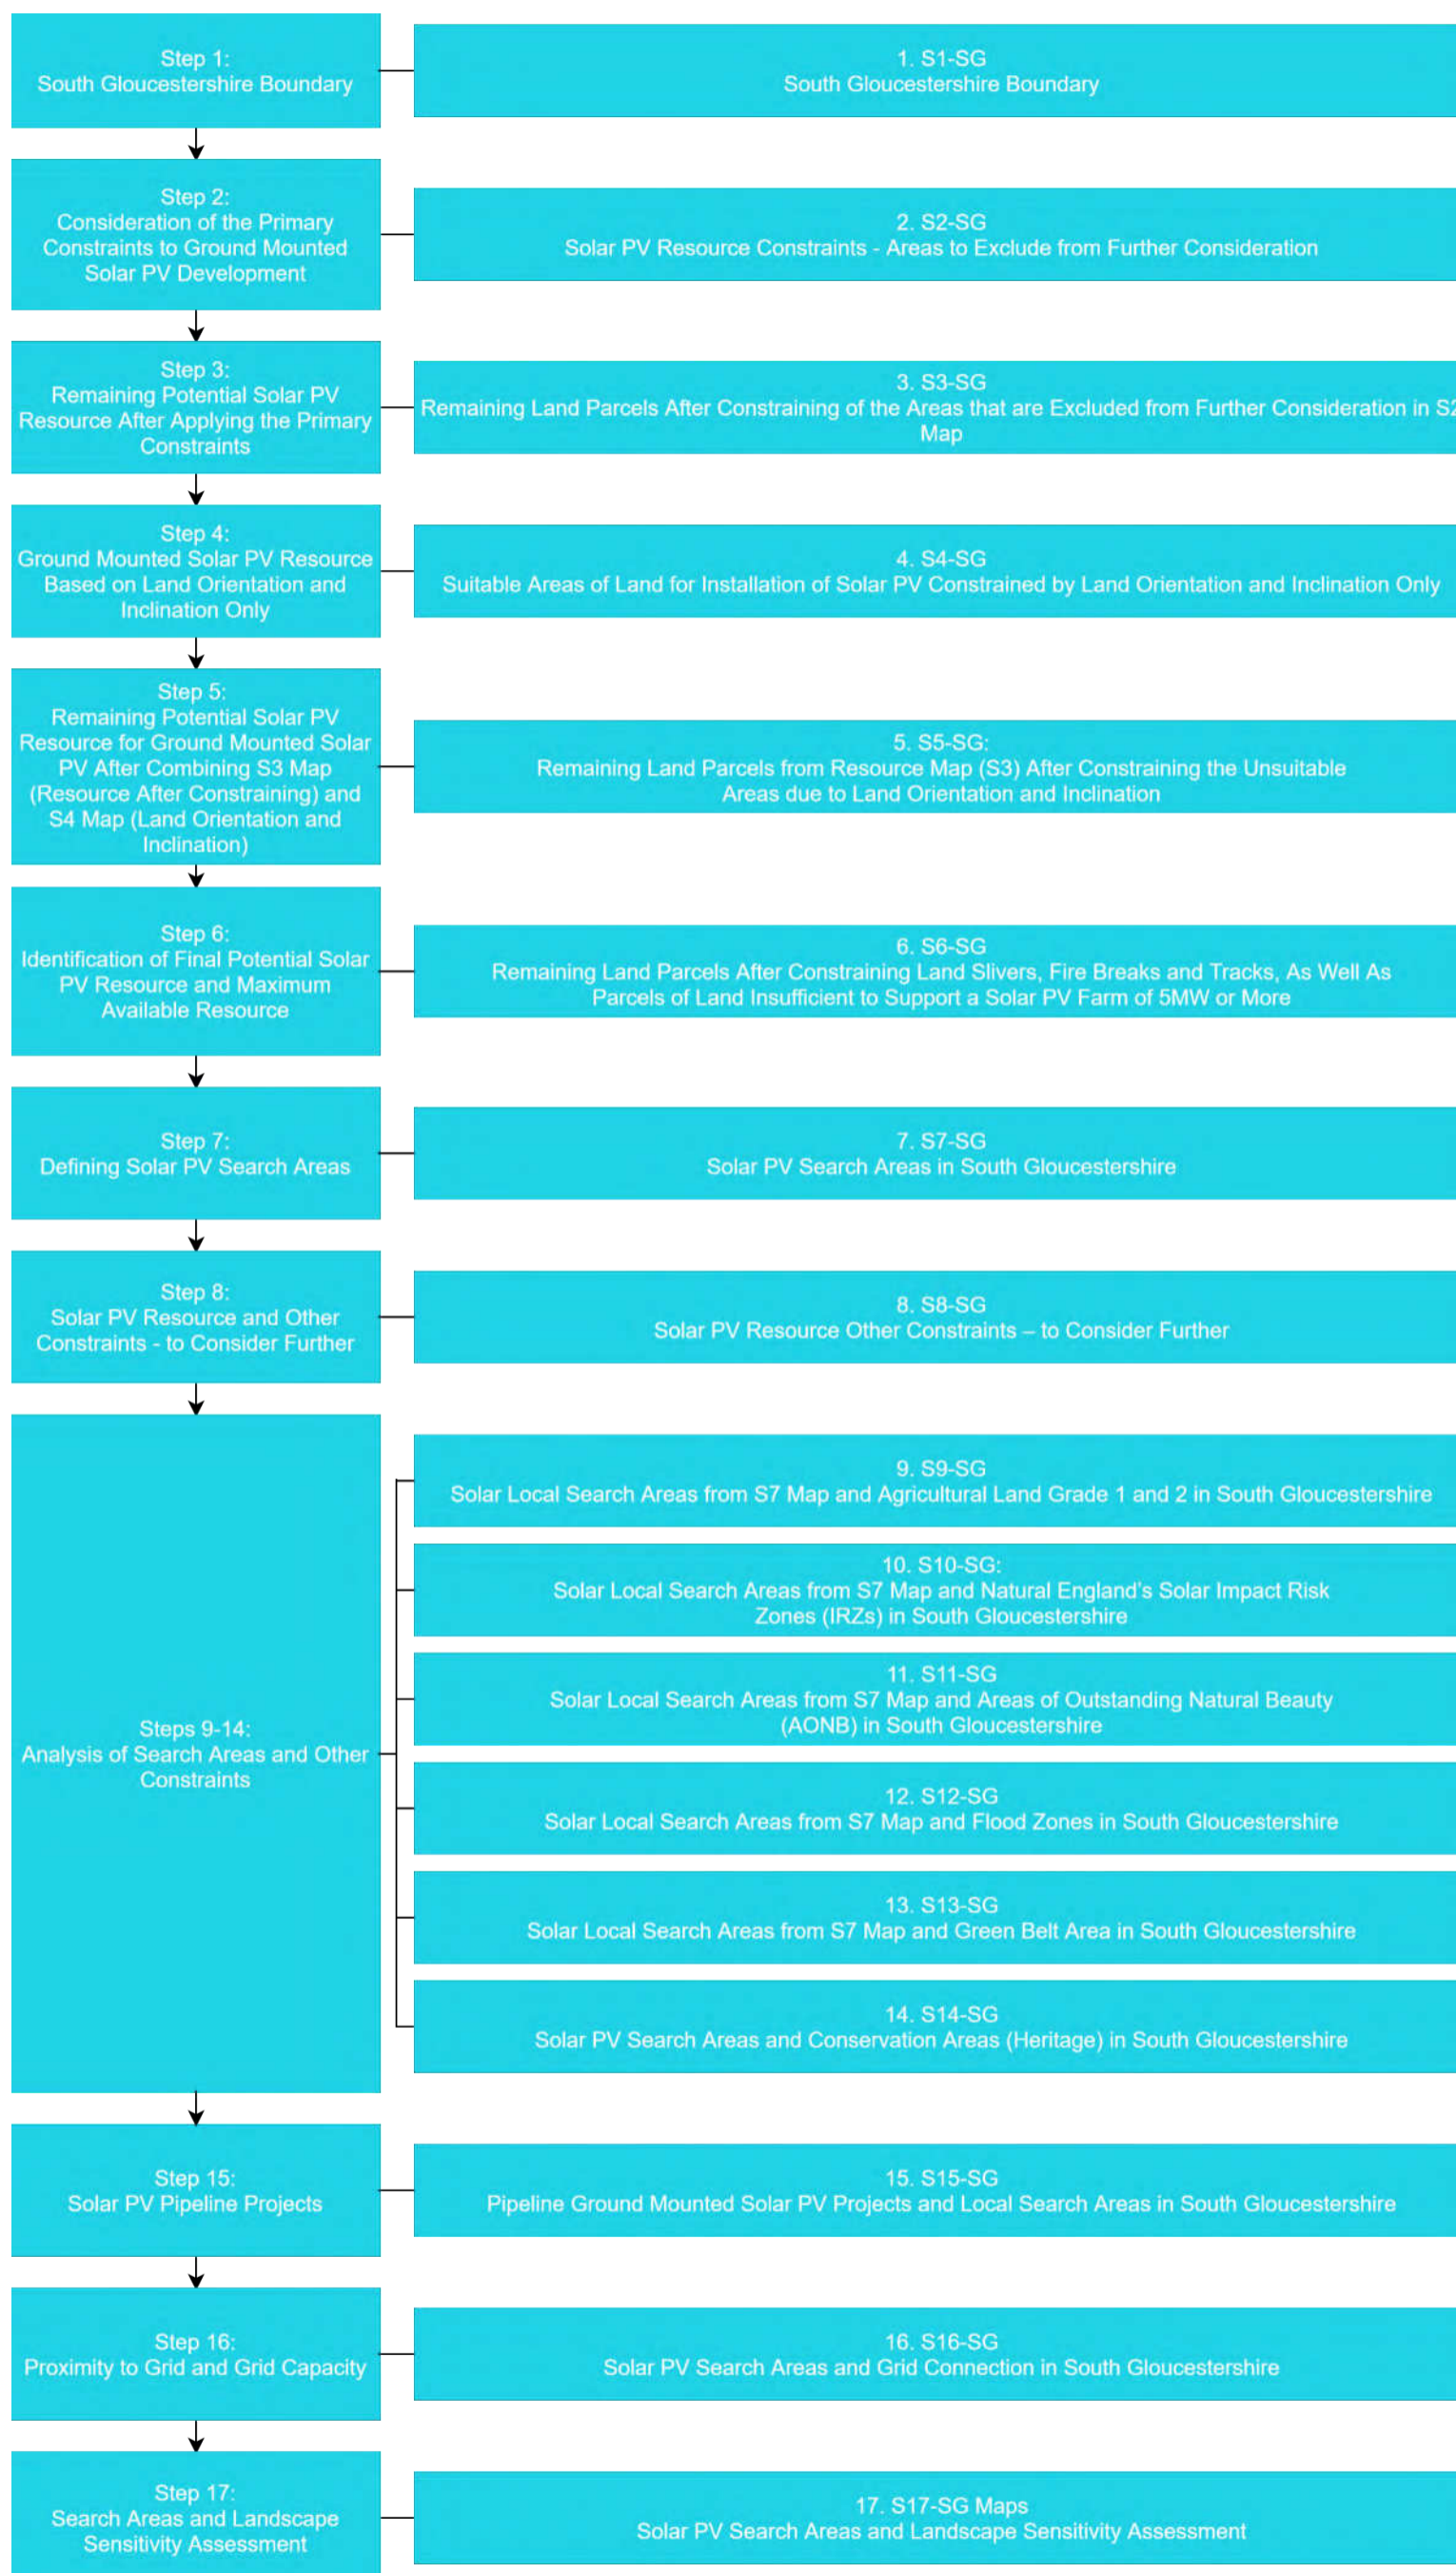 Step 1:
South Gloucestershire Boundary
1. S1-SG
South Gloucestershire Boundary
Step 2:
Consideration of the Primary
Constraints to Ground Mounted
Solar PV Development
2. S2-SG
Solar PV Resource Constraints - Areas to Exclude from Further Consideration
Step 3:
Remaining Potential Solar PV
Resource After Applying the Primary
Constraints
3. S3-SG
Remaining Land Parcels After Constraining of the Areas that are Excluded from Further Consideration in S2
Map
Step 4:
Ground Mounted Solar PV Resource
Based on Land Orientation and
Inclination Only
4. S4-SG
Suitable Areas of Land for Installation of Solar PV Constrained by Land Orientation and Inclination Only
Step 5:
Remaining Potential Solar PV
Resource for Ground Mounted Solar
PV After Combining S3 Map
(Resource After Constraining) and
S4 Map (Land Orientation and
Inclination)
5. S5-SG:
Remaining Land Parcels from Resource Map (S3) After Constraining the Unsuitable
Areas due to Land Orientation and Inclination
Step 6:
Identification of Final Potential Solar
PV Resource and Maximum
Available Resource
6. S6-SG
Remaining Land Parcels After Constraining Land Slivers, Fire Breaks and Tracks, As Well As
Parcels of Land Insufficient to Support a Solar PV Farm of 5MW or More
Step 7:
Defining Solar PV Search Areas
7. S7-SG
Solar PV Search Areas in South Gloucestershire
Step 8:
Solar PV Resource and Other
Constraints - to Consider Further
8. S8-SG
Solar PV Resource Other Constraints – to Consider Further
Steps 9-14:
Analysis of Search Areas and Other
Constraints
9. S9-SG
Solar Local Search Areas from S7 Map and Agricultural Land Grade 1 and 2 in South Gloucestershire
10. S10-SG:
Solar Local Search Areas from S7 Map and Natural England's Solar Impact Risk
Zones (IRZs) in South Gloucestershire
11. S11-SG
Solar Local Search Areas from S7 Map and Areas of Outstanding Natural Beauty
(AONB) in South Gloucestershire
12. S12-SG
Solar Local Search Areas from S7 Map and Flood Zones in South Gloucestershire
13. S13-SG
Solar Local Search Areas from S7 Map and Green Belt Area in South Gloucestershire
14. S14-SG
Solar PV Search Areas and Conservation Areas (Heritage) in South Gloucestershire
Step 15:
Solar PV Pipeline Projects
15. S15-SG
Pipeline Ground Mounted Solar PV Projects and Local Search Areas in South Gloucestershire
Step 16:
Proximity to Grid and Grid Capacity
16. S16-SG
Solar PV Search Areas and Grid Connection in South Gloucestershire
Step 17:
Search Areas and Landscape
Sensitivity Assessment
17. S17-SG Maps
Solar PV Search Areas and Landscape Sensitivity Assessment